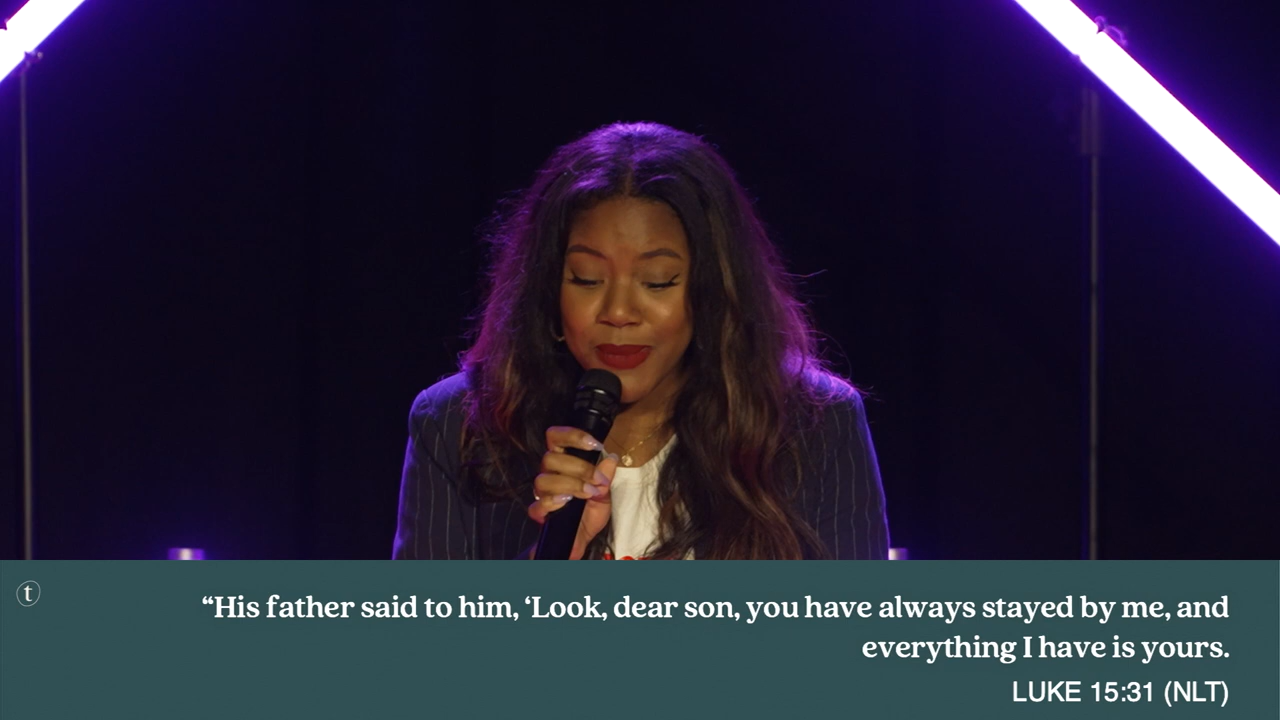 t
“His father said to him, ‘Look, dear son, you have always stayed by me, and
everything I have is yours.
LUKE 15:31 (NLT)